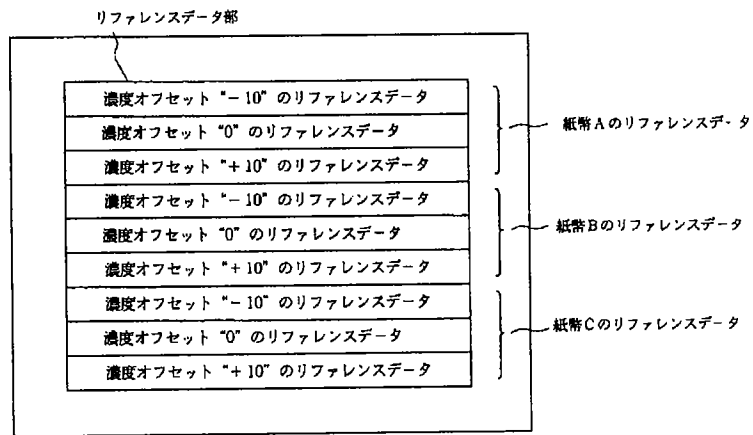 リファレンスデータ部
濃度オフセット “－10” のリファレンスデータ
濃度オフセット “0” のリファレンスデータ
濃度オフセット “＋10” のリファレンスデータ
紙幣Aのリファレンスデータ
濃度オフセット “－10” のリファレンスデータ
濃度オフセット “0” のリファレンスデータ
濃度オフセット “＋10” のリファレンスデータ
紙幣Bのリファレンスデータ
濃度オフセット “－10” のリファレンスデータ
濃度オフセット “0” のリファレンスデータ
濃度オフセット “＋10” のリファレンスデータ
紙幣Cのリファレンスデータ